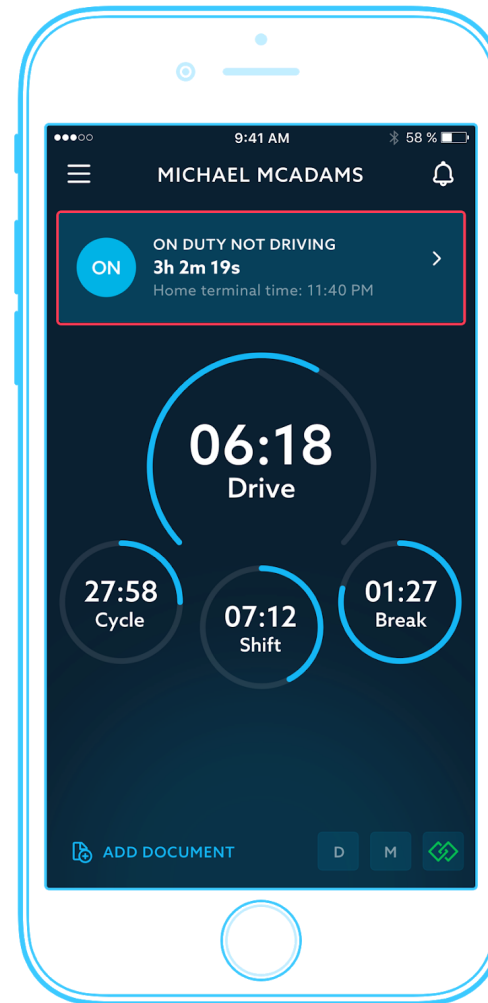 9:41 AM
58 %
MICHAEL MCADAMS
ON DUTY NOT DRIVING
ON
3h 2m 19s
Home terminal time: 11:40 PM
06:18
Drive
27:58
Cycle
07:12
Shift
01:27
Break
ADD DOCUMENT
D
M